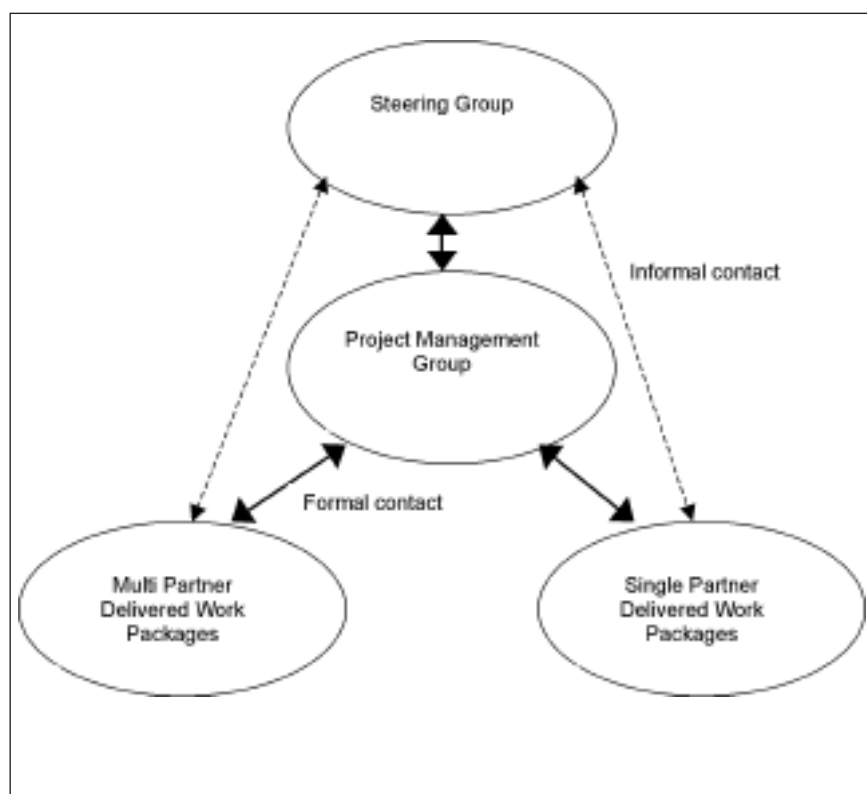 Steering Group
Informal contact
Project Management
Group
Formal contact
Multi Partner
Delivered Work
Packages
Single Partner
Delivered Work
Packages